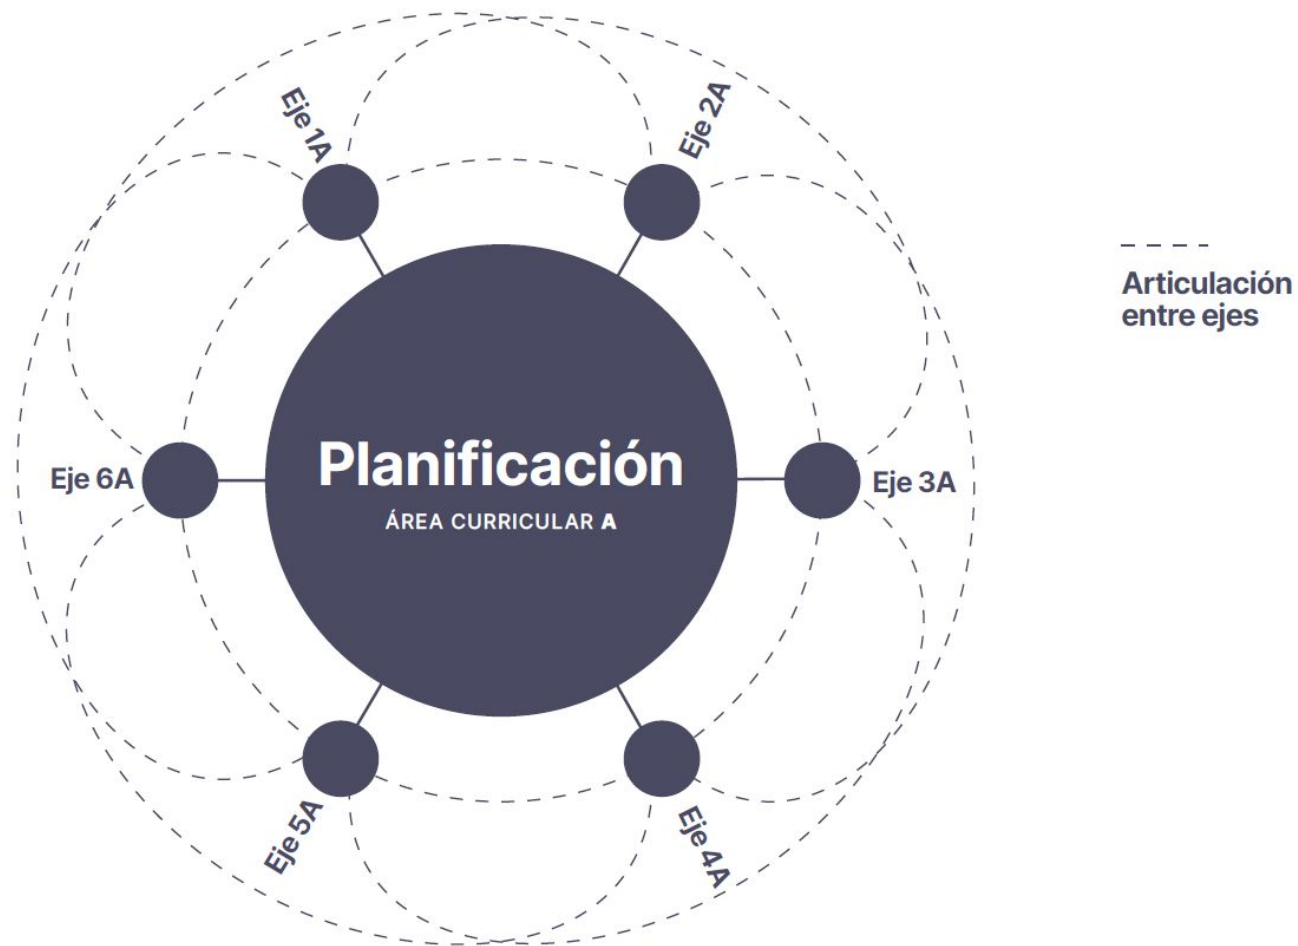 Eje 1A
Eje 2A
Articulación
entre ejes
Planificación
ÁREA CURRICULAR A
Eje 6A
Eje 3A
Eje 5A
Eje 4A